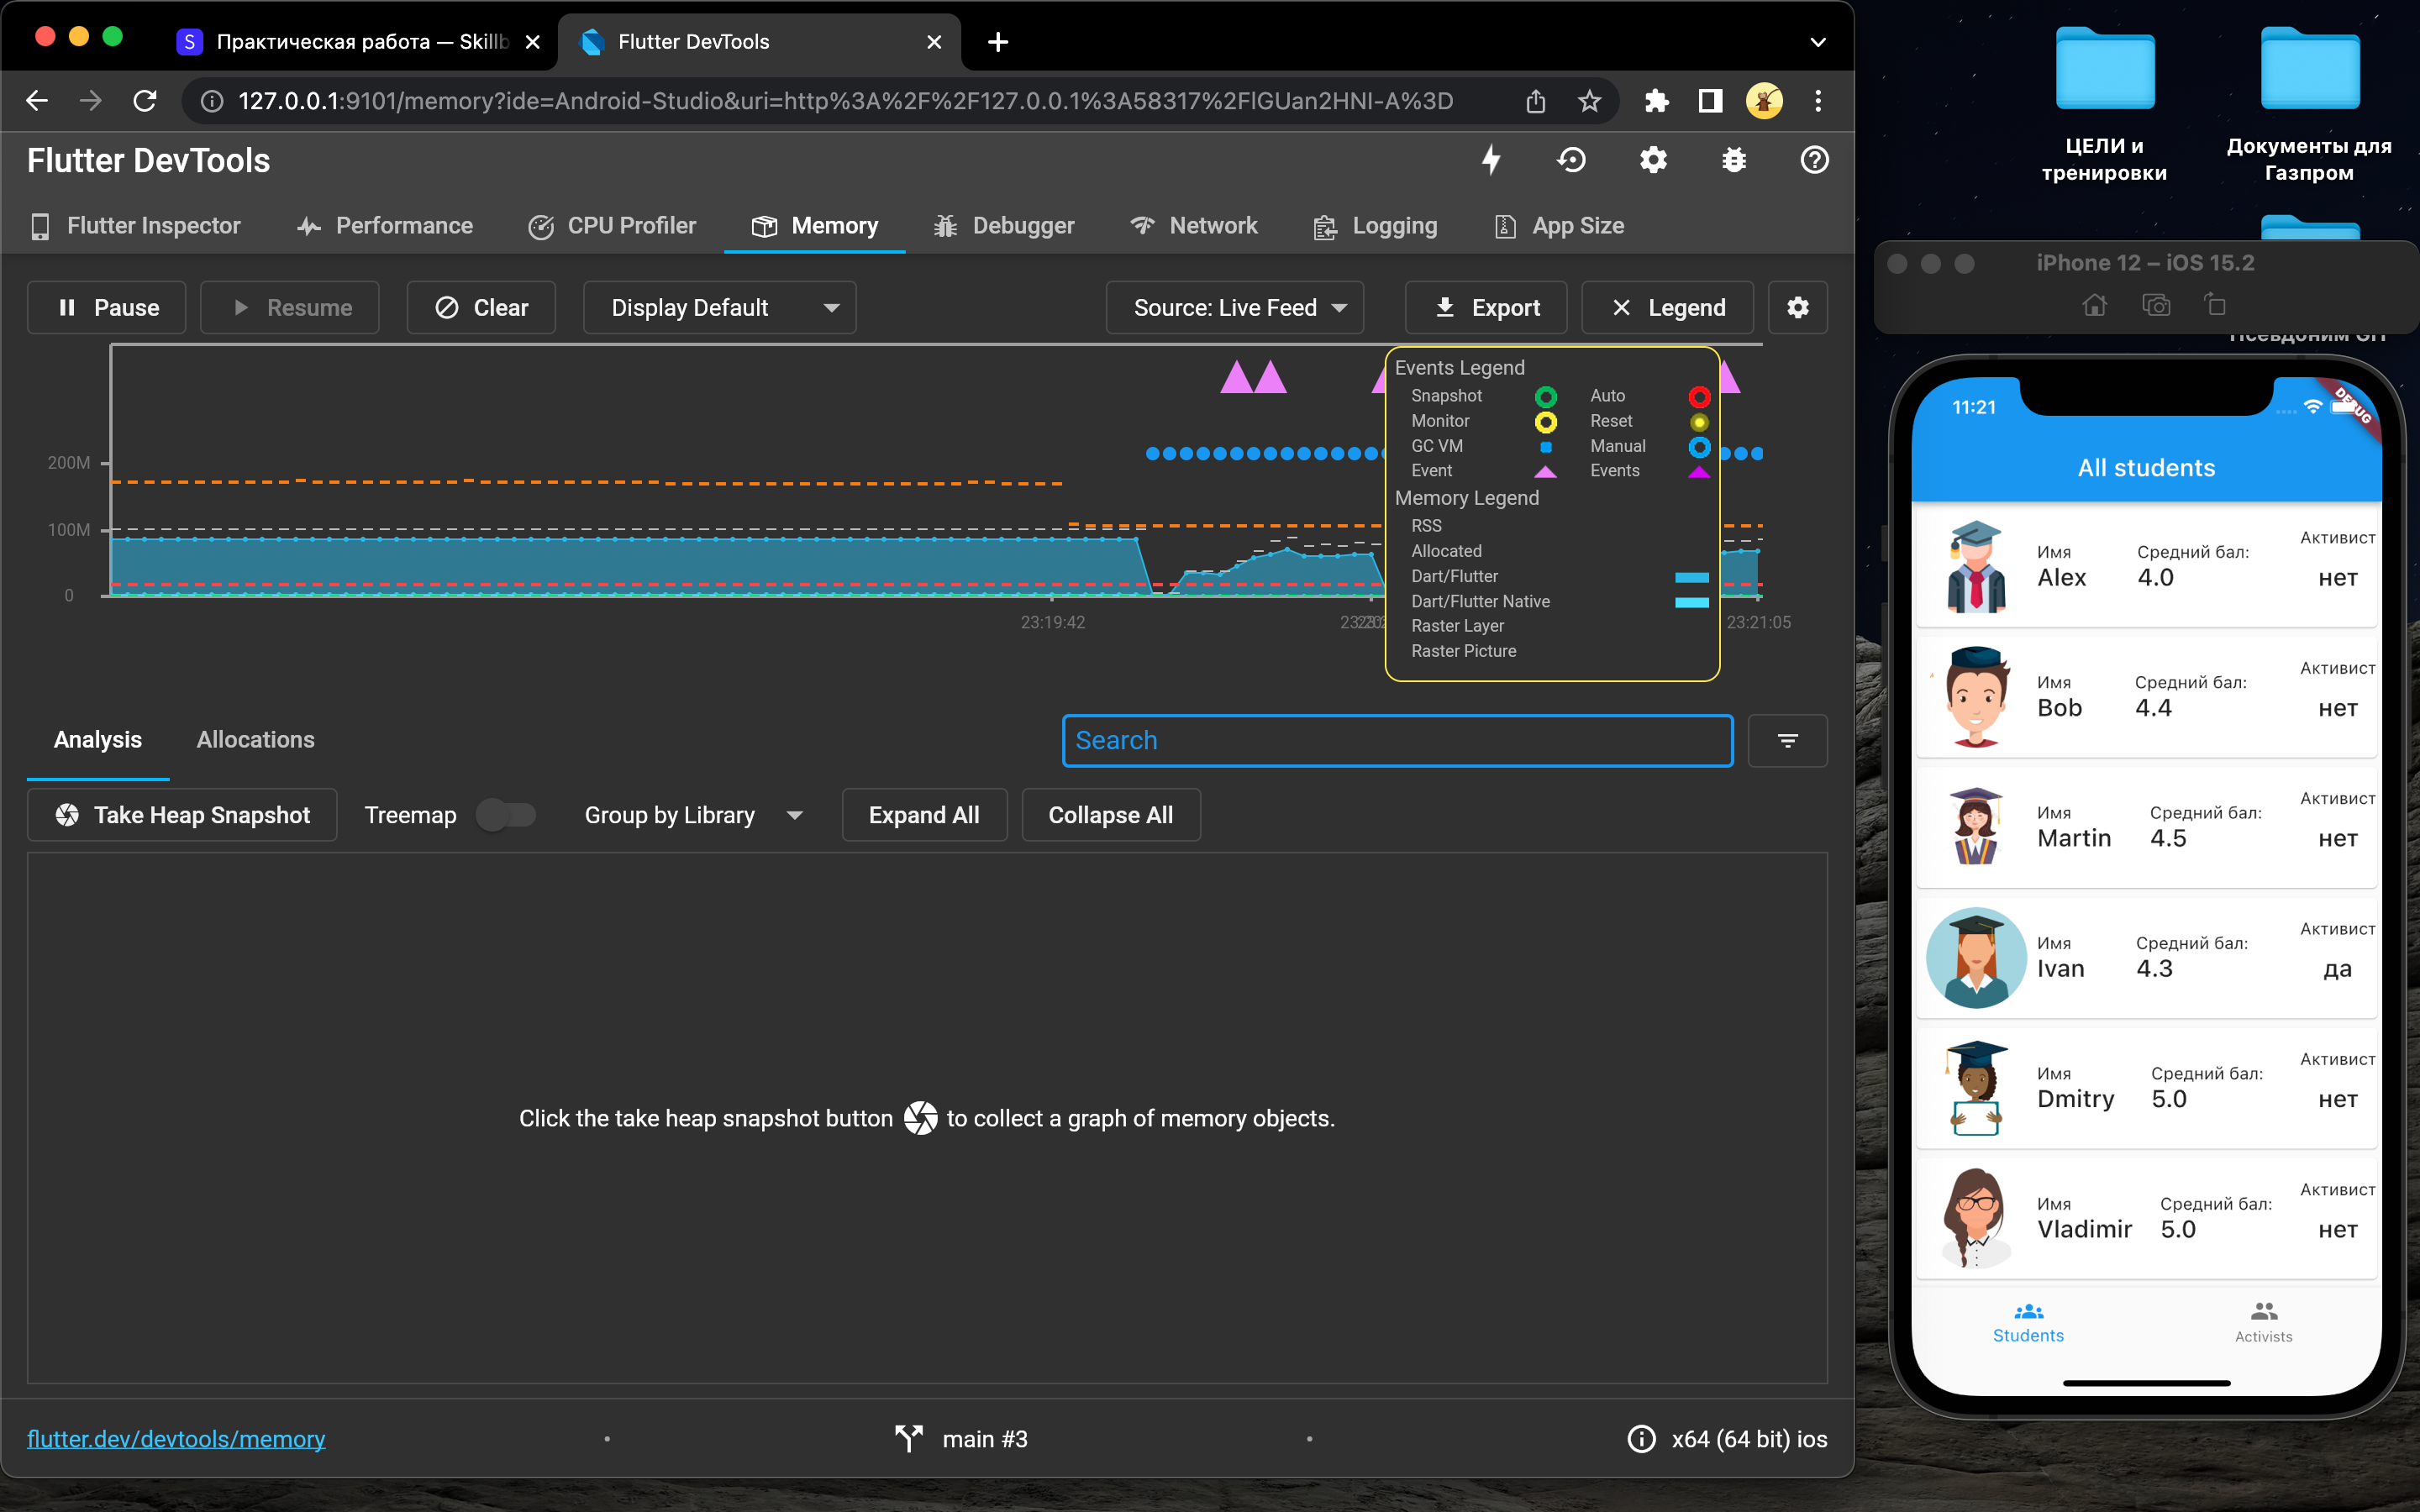 Практическая работа — Skillb
Flutter DevTools
127.0.0.1:9101/memory?ide=Android-Studio&uri=http%3A%2F%2F127.0.0.1%3A58317%2FlGUan2HNI-A%3D
Flutter DevTools
Flutter Inspector
Performance
CPU Profiler
Memory
Debugger
Network
Logging
App Size
Pause
Resume
Clear
Display Default
Source: Live Feed
Export
Legend
200M
100M
0
23:19:42
23:21:05
Events Legend
Snapshot
Auto
Monitor
Reset
GC VM
Manual
Event
Events
Memory Legend
RSS
Allocated
Dart/Flutter
Dart/Flutter Native
Raster Layer
Raster Picture
Analysis
Allocations
Search
Take Heap Snapshot
Treemap
Group by Library
Expand All
Collapse All
Click the take heap snapshot button to collect a graph of memory objects.
flutter.dev/devtools/memory
main #3
x64 (64 bit) ios
ЦЕЛИ и
тренировки
Документы для
Газпром
iPhone 12 – iOS 15.2
11:21
DEBUG
All students
Имя
Alex
Средний бал:
4.0
Активист
нет
Имя
Bob
Средний бал:
4.4
Активист
нет
Имя
Martin
Средний бал:
4.5
Активист
нет
Имя
Ivan
Средний бал:
4.3
Активист
да
Имя
Dmitry
Средний бал:
5.0
Активист
нет
Имя
Vladimir
Средний бал:
5.0
Активист
нет
Students
Activists